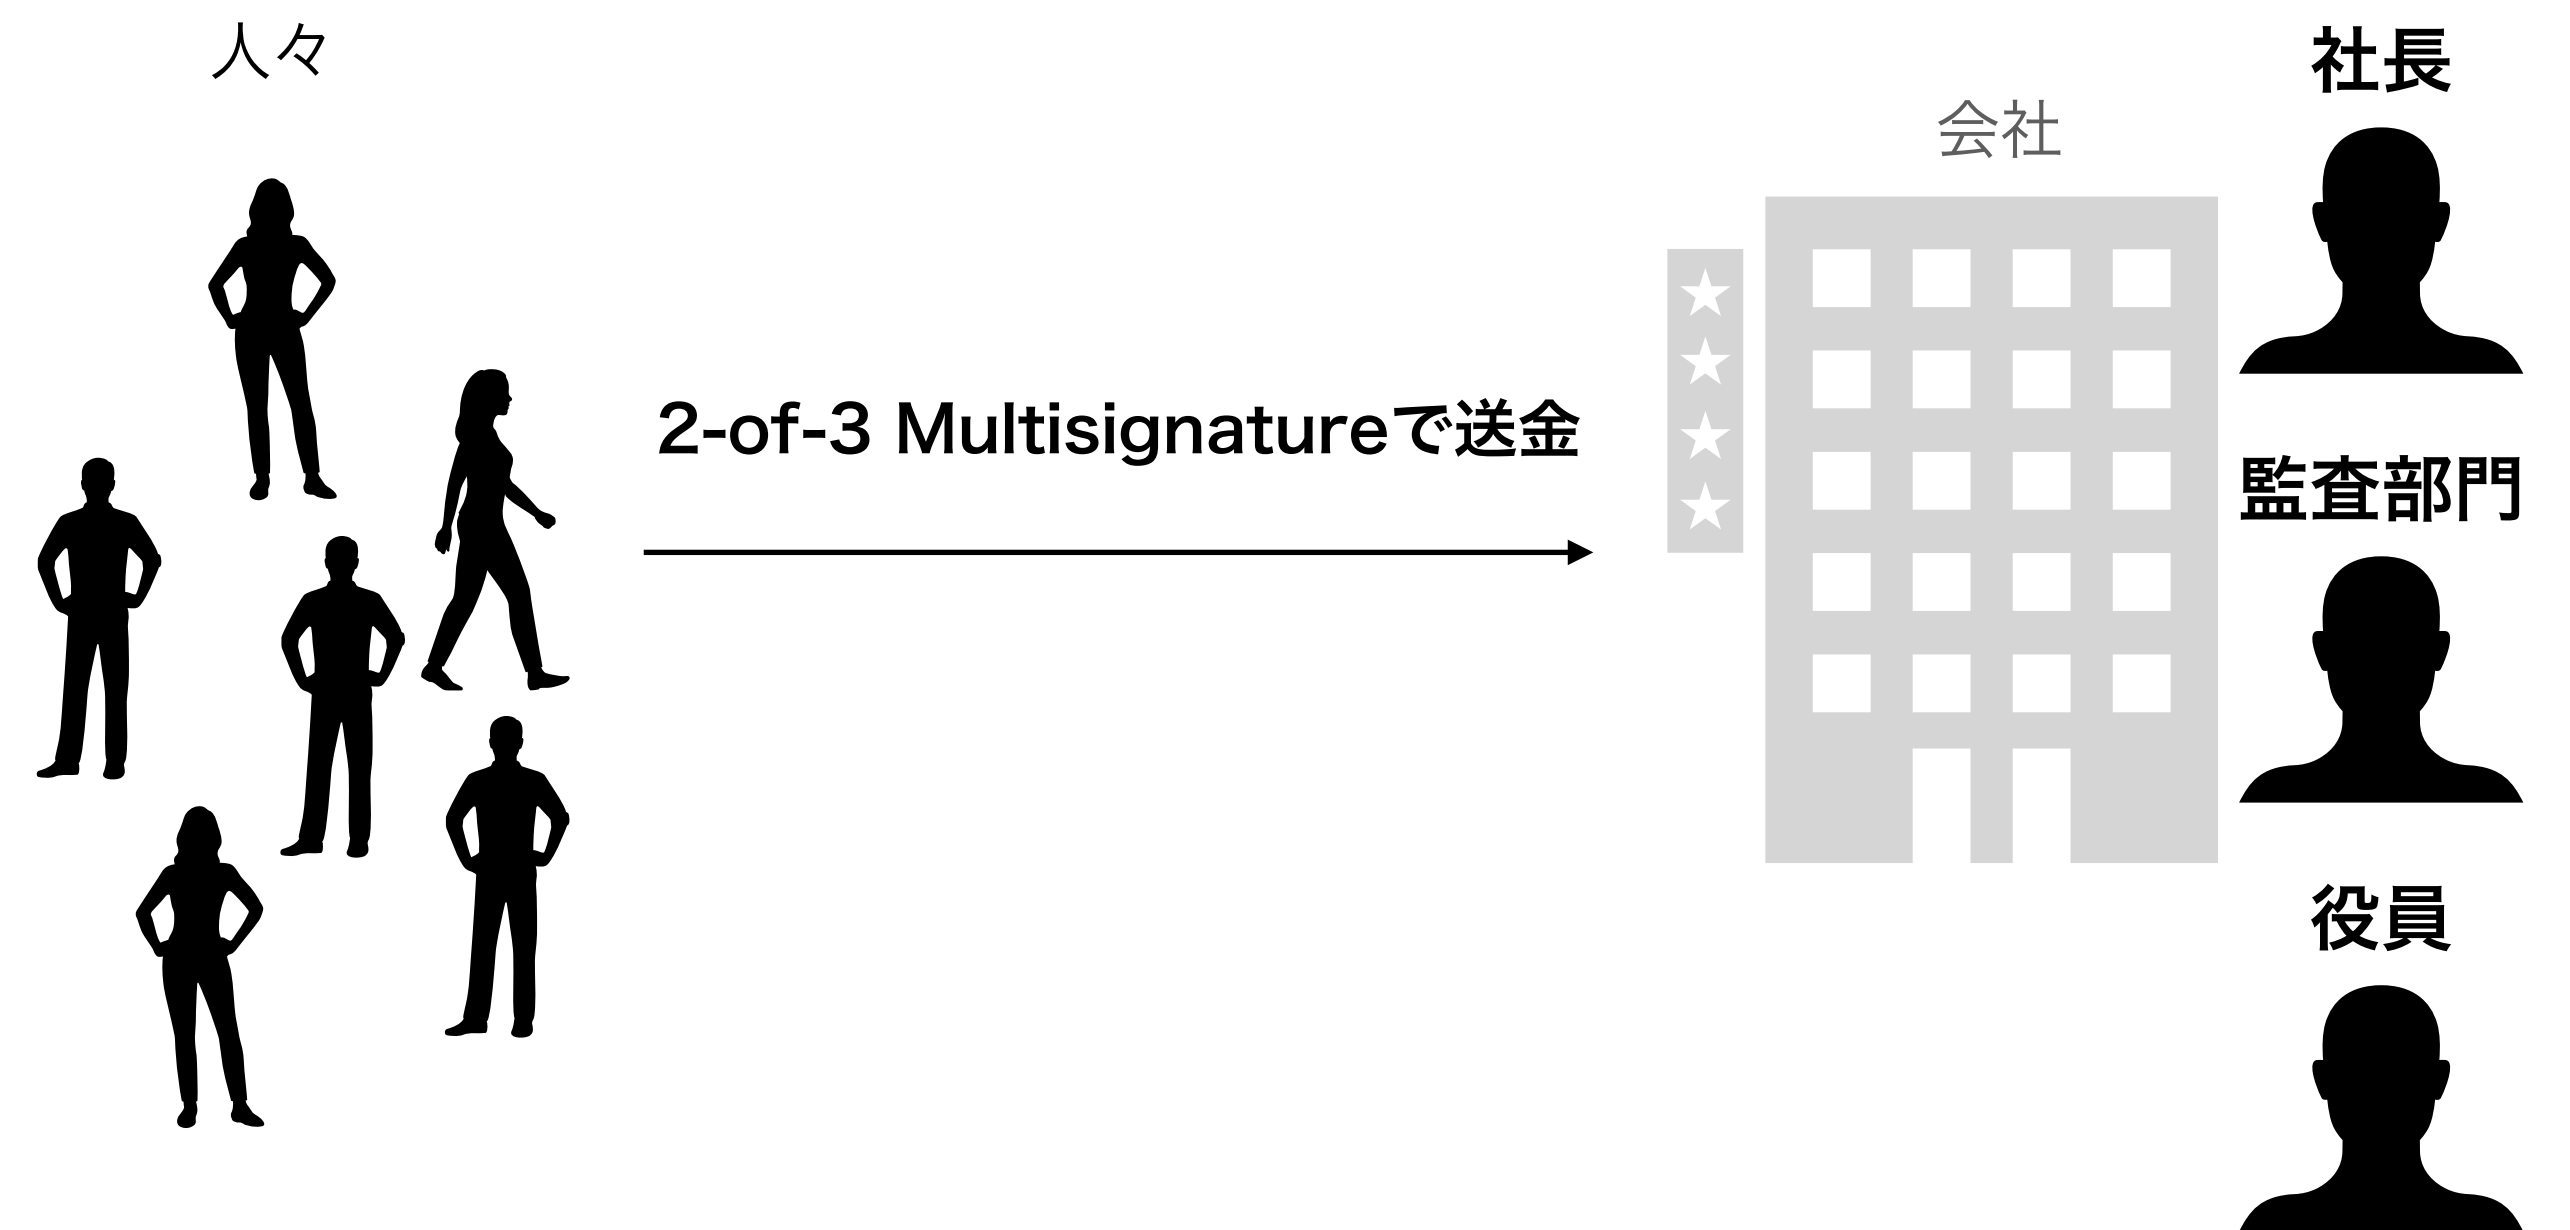 人々
2-of-3 Multisignatureで送金
会社
社長
監査部門
役員